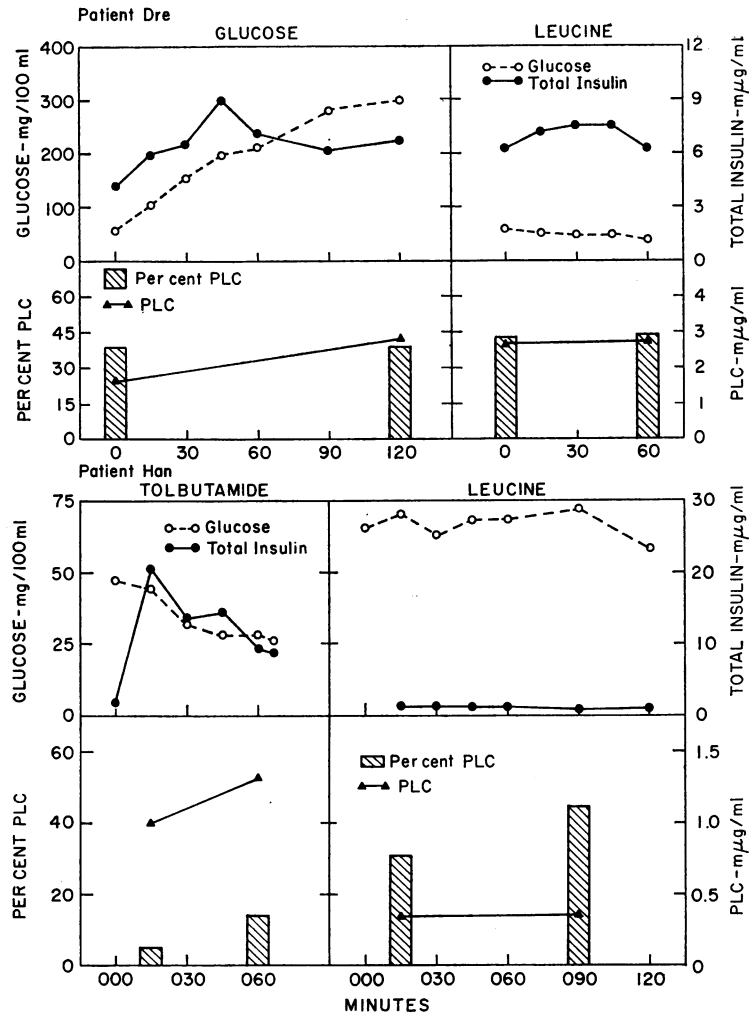 Patient Dre
GLUCOSE
LEUCINE
400
300
200
100
0
GLUCOSE-mg/100 ml
Glucose
Total Insulin
12
9
6
3
0
TOTAL INSULIN-mμg/ml
Per cent PLC
PLC
60
45
30
15
0
PER CENT PLC
4
3
2
1
0
PLC-mμg/ml
0 30 60 90 120
0 30 60
Patient Han
TOLBUTAMIDE
LEUCINE
75
50
25
0
GLUCOSE-mg/100ml
Glucose
Total Insulin
30
20
10
0
TOTAL INSULIN-mμg/ml
60
40
20
0
PER CENT PLC
Per cent PLC
PLC
1.5
1.0
0.5
0
PLC-mμg/ml
000 030 060
000 030 060 090 120
MINUTES